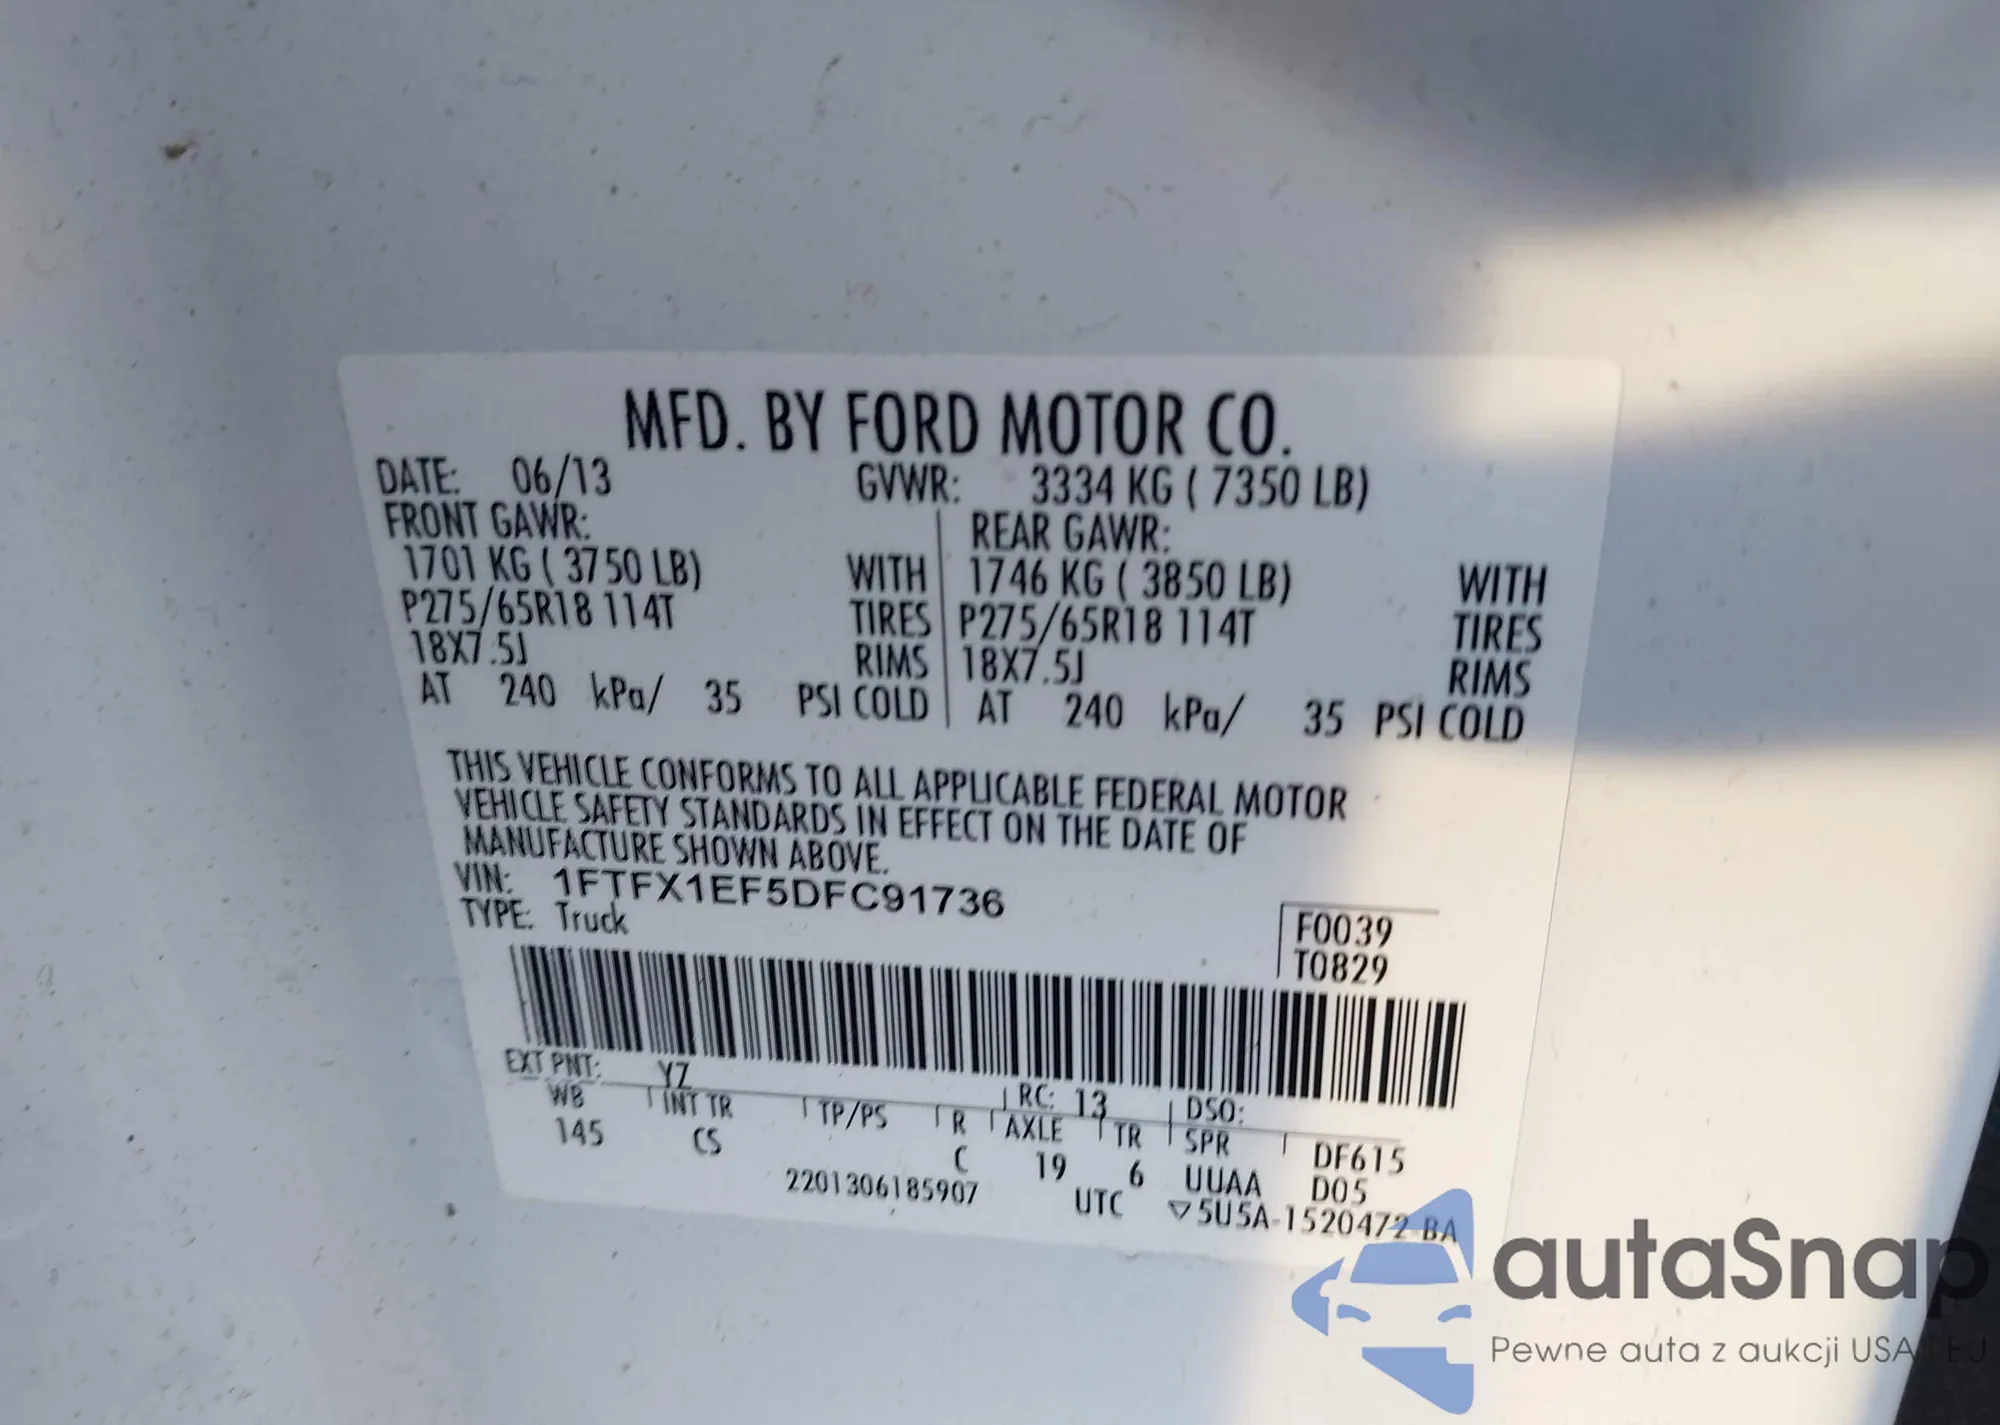 MFD. BY FORD MOTOR CO.
DATE: 06/13 GVWR: 3334 KG ( 7350 LB)
FRONT GAWR: REAR GAWR:
1701 KG ( 3750 LB) WITH 1746 KG ( 3850 LB) WITH
P275/65R18 114T TIRES P275/65R18 114T TIRES
18X7.5J RIMS 18X7.5J RIMS
AT 240 kPa/ 35 PSI COLD AT 240 kPa/ 35 PSI COLD
THIS VEHICLE CONFORMS TO ALL APPLICABLE FEDERAL MOTOR
VEHICLE SAFETY STANDARDS IN EFFECT ON THE DATE OF
MANUFACTURE SHOWN ABOVE.
VIN: 1FTFX1EF5DFC91736
TYPE: Truck
F0039
T0829
EXT PNT: YZ RC: 13 DSO:
WB INT TR TP/PS R AXLE TR SPR DF615
145 CS C 19 6 UUAA D05
2201306185907 UTC ▽5U5A-1520472-BA
autaSnap
Pewne auta z aukcji USA i EU